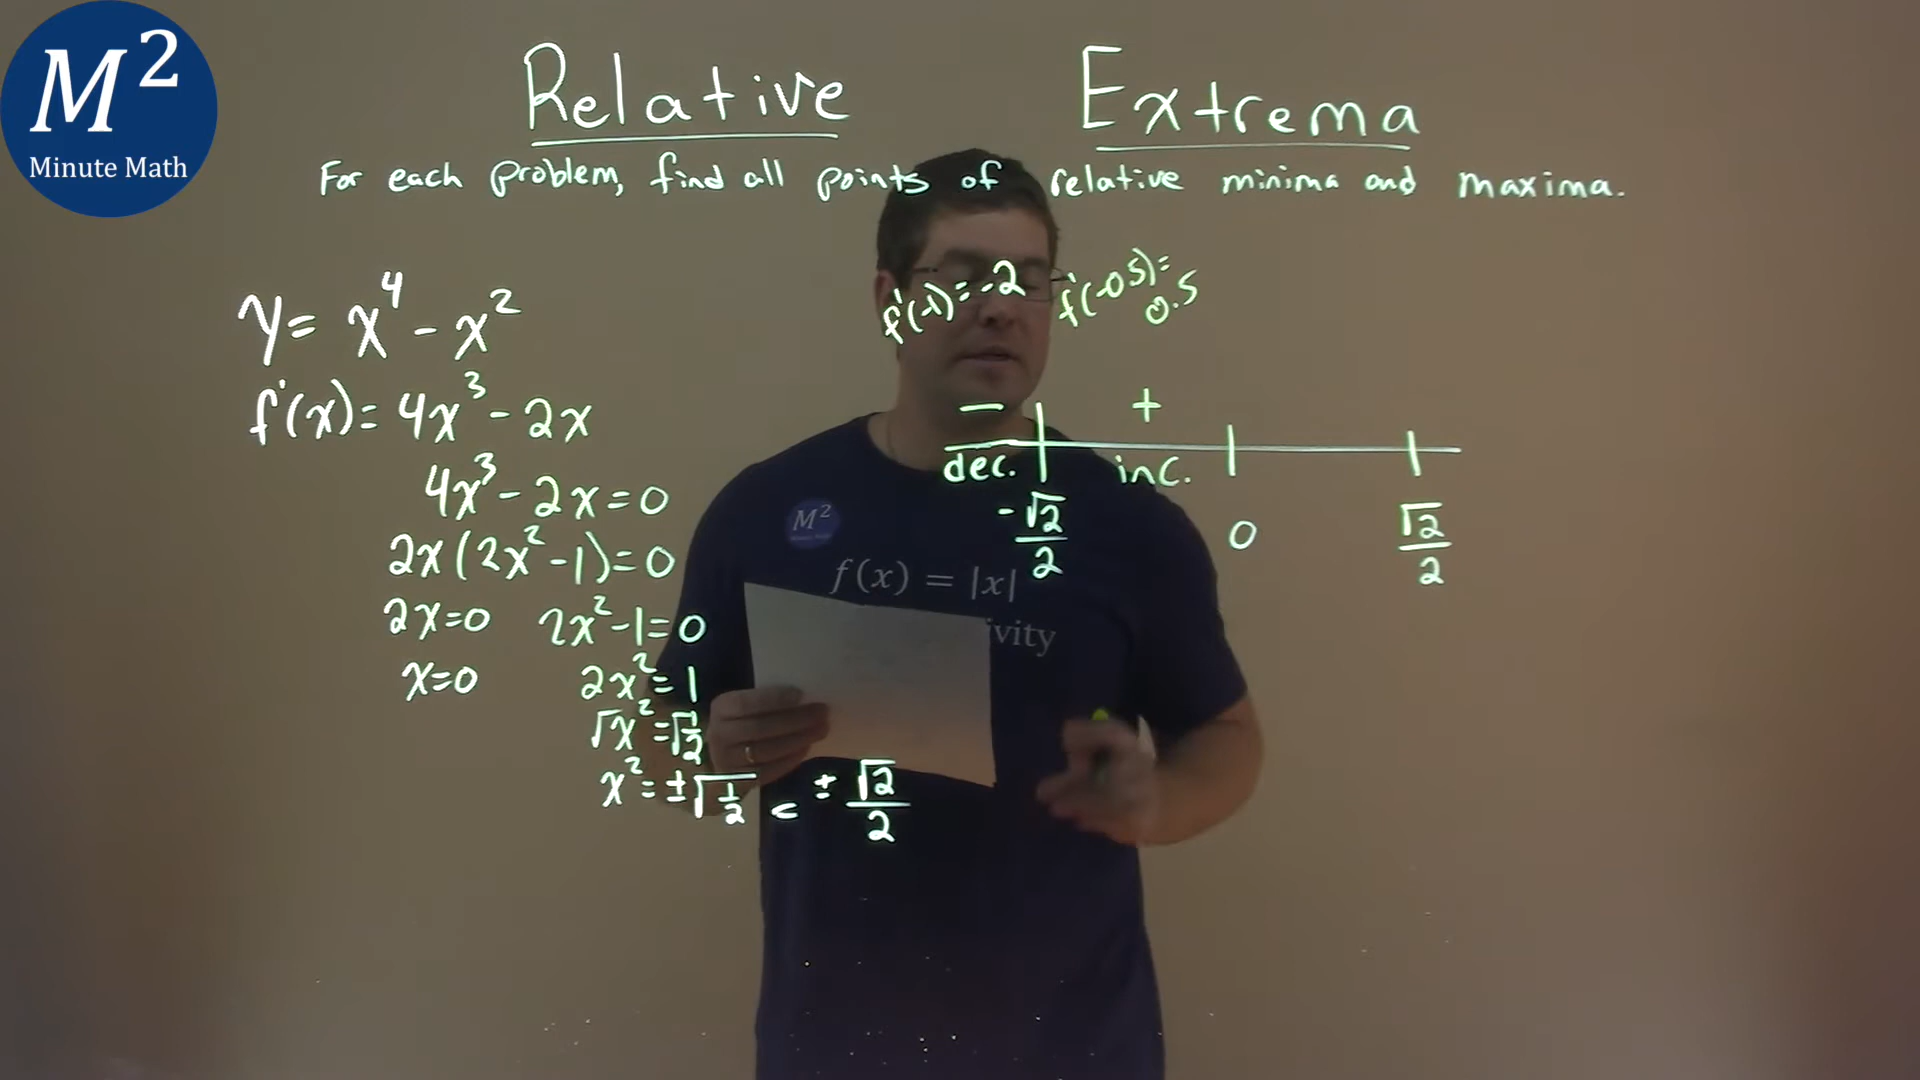 M²
Minute Math
Relative Extrema
For each problem, find all points of relative minima and maxima.
y = x⁴ - x²
f'(x) = 4x³ - 2x
4x³ - 2x = 0
2x(2x² - 1) = 0
2x=0 2x² - 1 = 0
x=0 2x² = 1
√x² = √½
x² = ±√½ = ±√2/2
f'(-1) = -2 f'(-0.5) = 0.5
− +
dec. inc.
-√2/2 0 √2/2
M²
f(x) = |x|